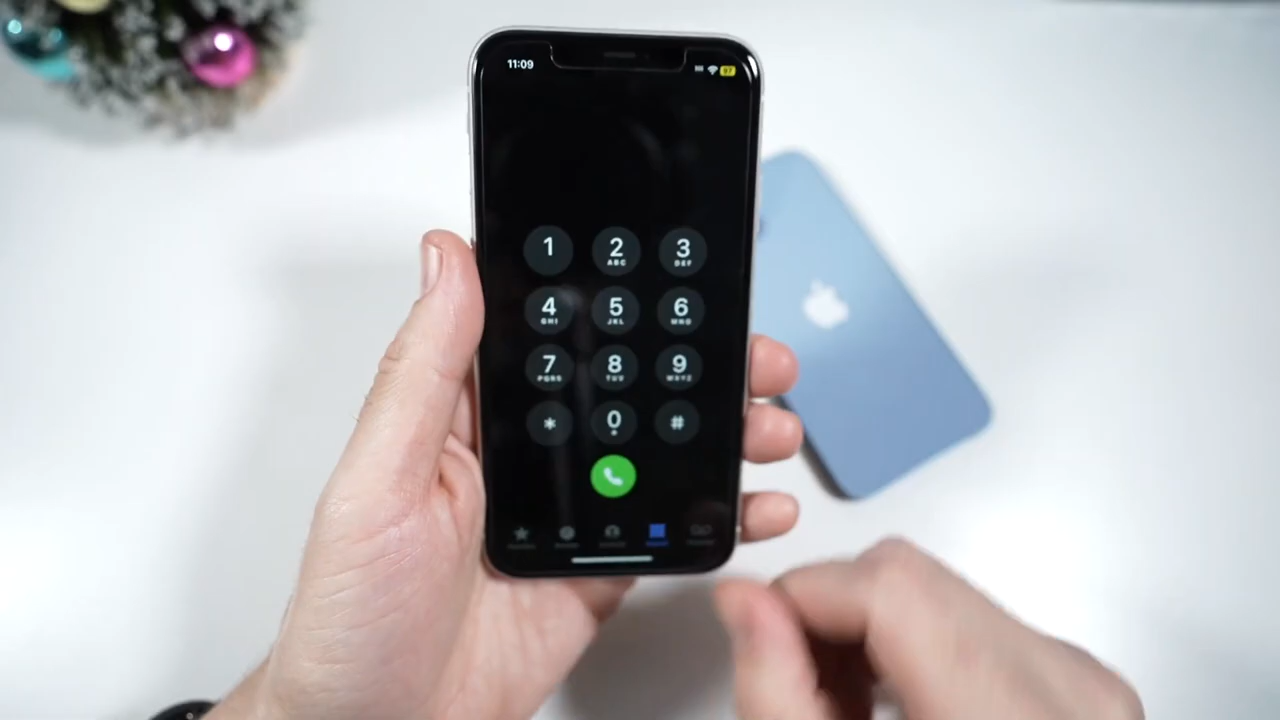 11:09
97
1 2 3
ABC DEF
4 5 6
GHI JKL MNO
7 8 9
PQRS TUV WXYZ
* 0 #
+